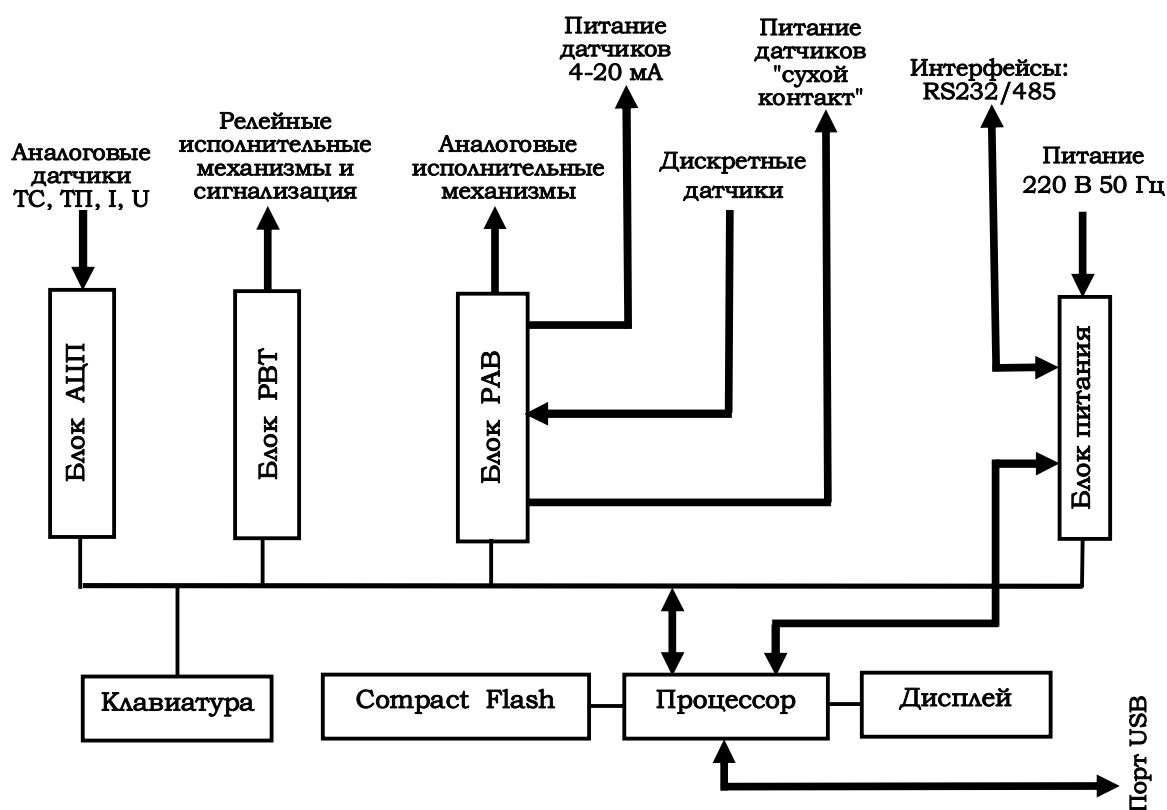 Питание
датчиков
4-20 мА
Питание
датчиков
"сухой
контакт"
Интерфейсы:
RS232/485
Релейные
исполнительные
механизмы и
сигнализация
Аналоговые
датчики
ТС, ТП, I, U
Аналоговые
исполнительные
механизмы
Дискретные
датчики
Питание
220 В 50 Гц
Блок АЦП
Блок РВТ
Блок РАВ
Блок питания
Клавиатура
Compact Flash
Процессор
Дисплей
Порт USB